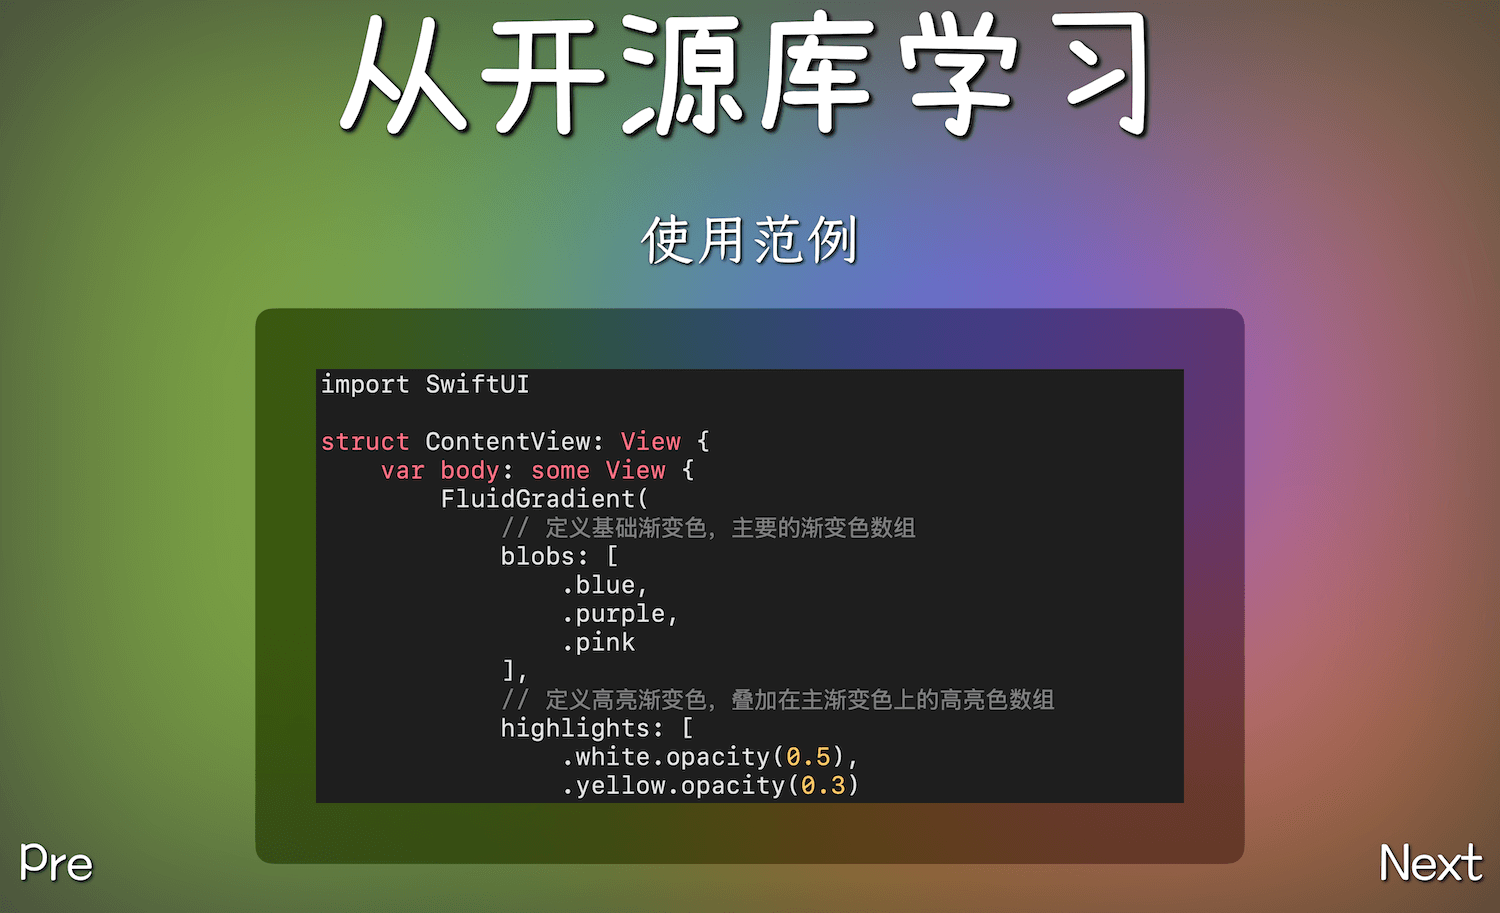 从开源库学习
使用范例
import SwiftUI
struct ContentView: View {
    var body: some View {
        FluidGradient(
            // 定义基础渐变色，主要的渐变色数组
            blobs: [
                .blue,
                .purple,
                .pink
            ],
            // 定义高亮渐变色，叠加在主渐变色上的高亮色数组
            highlights: [
                .white.opacity(0.5),
                .yellow.opacity(0.3)
Pre
Next